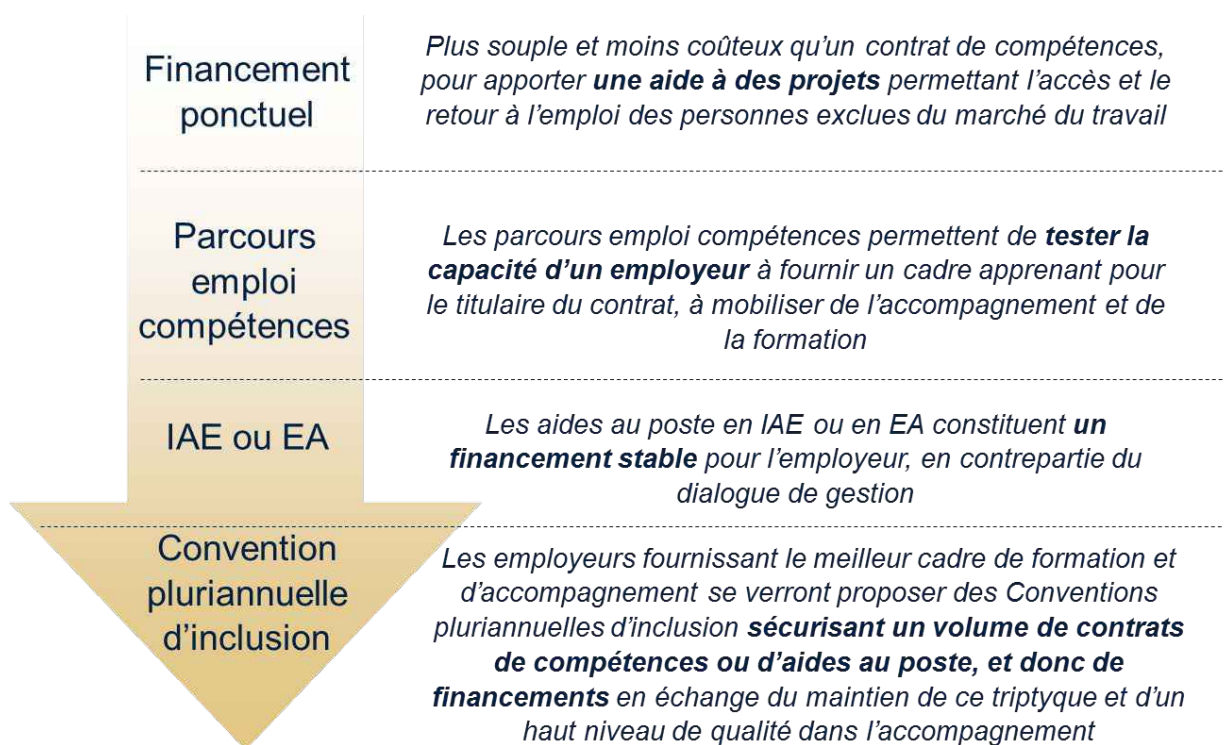 Financement
ponctuel
Plus souple et moins coûteux qu’un contrat de compétences,
pour apporter une aide à des projets permettant l’accès et le
retour à l’emploi des personnes exclues du marché du travail
Parcours
emploi
compétences
Les parcours emploi compétences permettent de tester la
capacité d’un employeur à fournir un cadre apprenant pour
le titulaire du contrat, à mobiliser de l’accompagnement et de
la formation
IAE ou EA
Les aides au poste en IAE ou en EA constituent un
financement stable pour l’employeur, en contrepartie du
dialogue de gestion
Convention
pluriannuelle
d’inclusion
Les employeurs fournissant le meilleur cadre de formation et
d’accompagnement se verront proposer des Conventions
pluriannuelles d’inclusion sécurisant un volume de contrats
de compétences ou d’aides au poste, et donc de
financements en échange du maintien de ce triptyque et d’un
haut niveau de qualité dans l’accompagnement